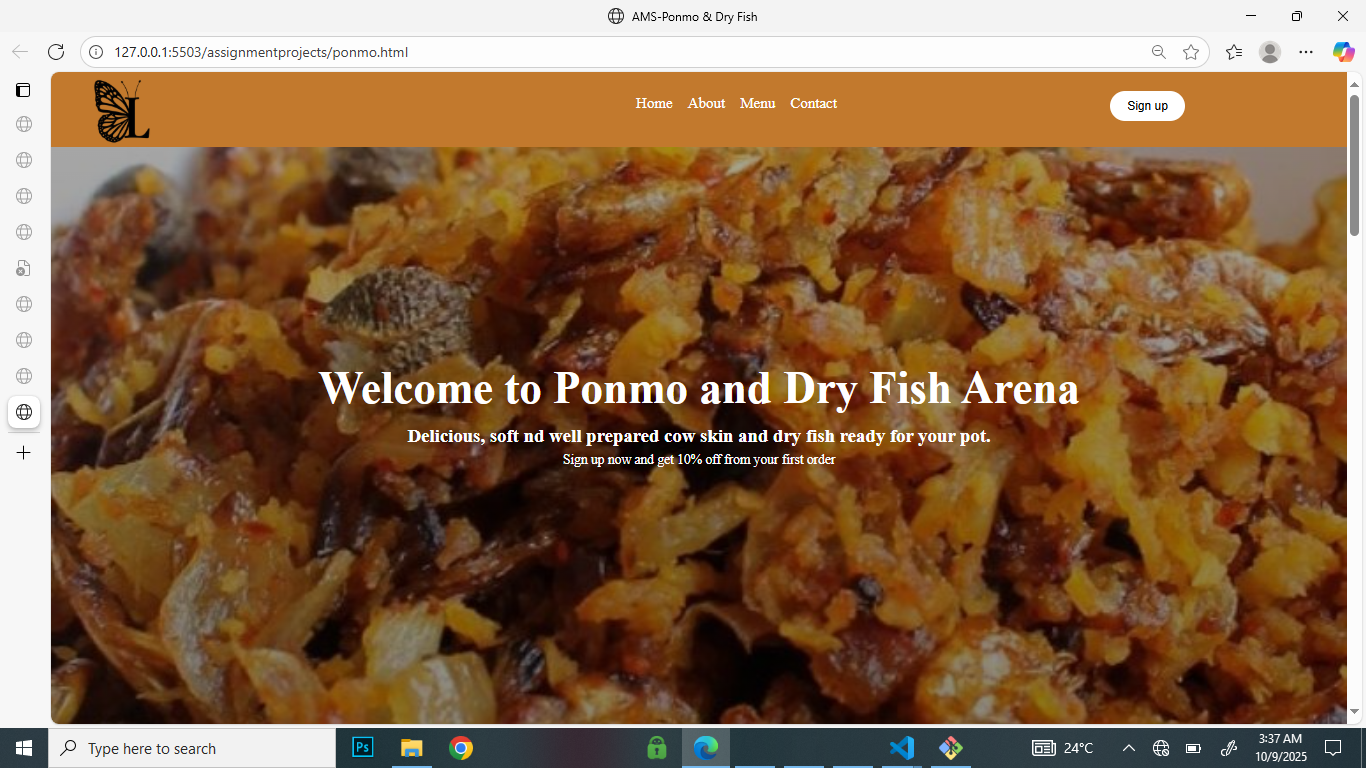 AMS-Ponmo & Dry Fish
127.0.0.1:5503/assignmentprojects/ponmo.html
L
Home About Menu Contact
Sign up
Welcome to Ponmo and Dry Fish Arena
Delicious, soft nd well prepared cow skin and dry fish ready for your pot.
Sign up now and get 10% off from your first order
Type here to search
Ps
24°C
3:37 AM
10/9/2025